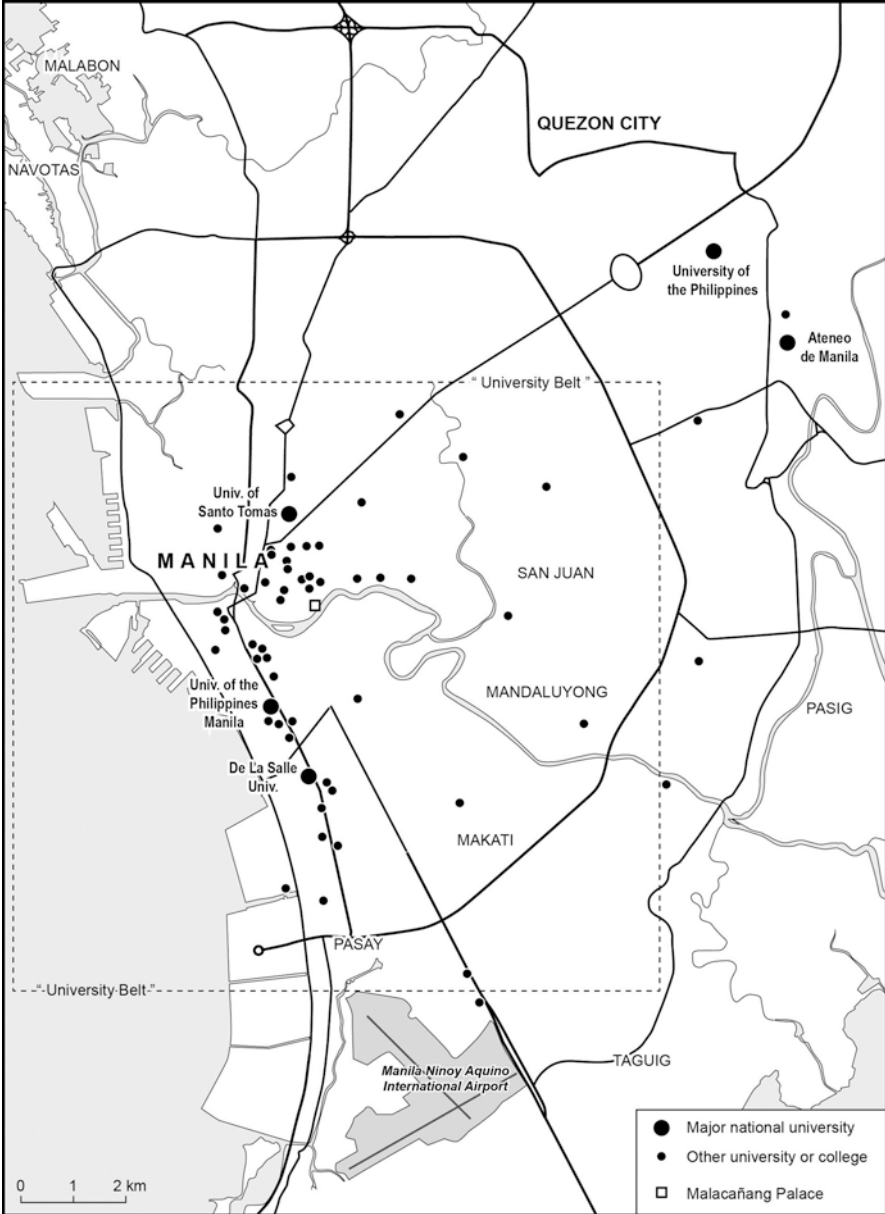 MALABON
QUEZON CITY
NAVOTAS
University of
the Philippines
Ateneo
de Manila
" University Belt "
Univ. of
Santo Tomas
MANILA
SAN JUAN
Univ. of the
Philippines
Manila
MANDALUYONG
PASIG
De La Salle
Univ.
MAKATI
PASAY
" University Belt "
Manila Ninoy Aquino
International Airport
TAGUIG
Major national university
Other university or college
Malacañang Palace
0 1 2 km